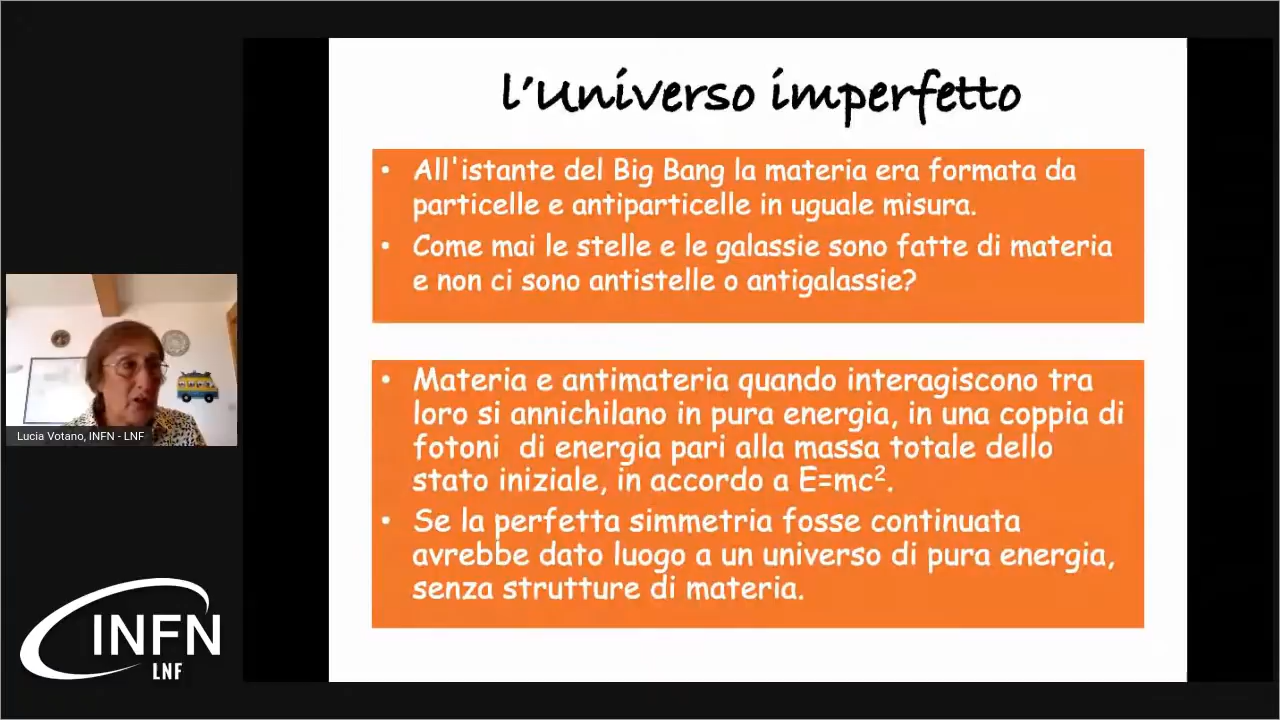 l'Universo imperfetto
• All'istante del Big Bang la materia era formata da
particelle e antiparticelle in uguale misura.
• Come mai le stelle e le galassie sono fatte di materia
e non ci sono antistelle o antigalassie?
• Materia e antimateria quando interagiscono tra
loro si annichilano in pura energia, in una coppia di
fotoni di energia pari alla massa totale dello
stato iniziale, in accordo a E=mc².
• Se la perfetta simmetria fosse continuata
avrebbe dato luogo a un universo di pura energia,
senza strutture di materia.
Lucia Votano, INFN - LNF
INFN
LNF